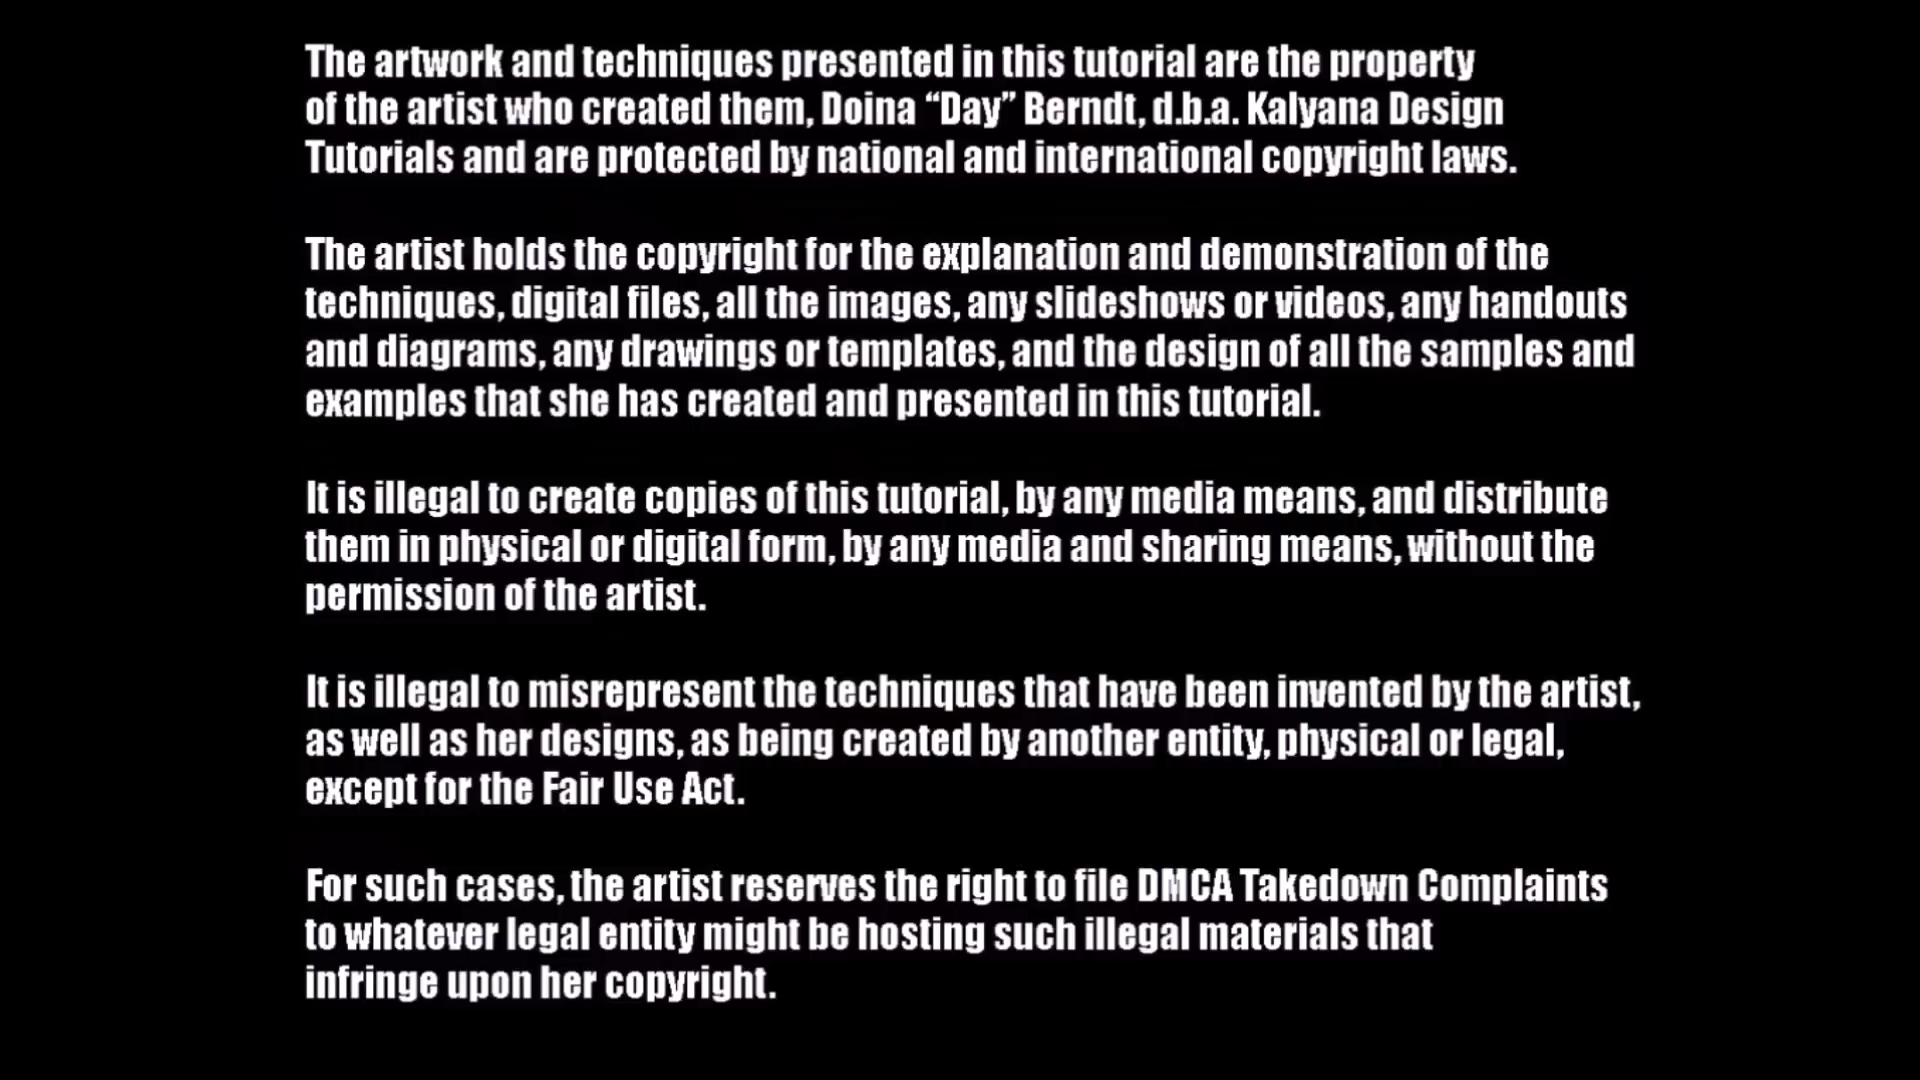 The artwork and techniques presented in this tutorial are the property
of the artist who created them, Doina “Day” Berndt, d.b.a. Kalyana Design
Tutorials and are protected by national and international copyright laws.
The artist holds the copyright for the explanation and demonstration of the
techniques, digital files, all the images, any slideshows or videos, any handouts
and diagrams, any drawings or templates, and the design of all the samples and
examples that she has created and presented in this tutorial.
It is illegal to create copies of this tutorial, by any media means, and distribute
them in physical or digital form, by any media and sharing means, without the
permission of the artist.
It is illegal to misrepresent the techniques that have been invented by the artist,
as well as her designs, as being created by another entity, physical or legal,
except for the Fair Use Act.
For such cases, the artist reserves the right to file DMCA Takedown Complaints
to whatever legal entity might be hosting such illegal materials that
infringe upon her copyright.